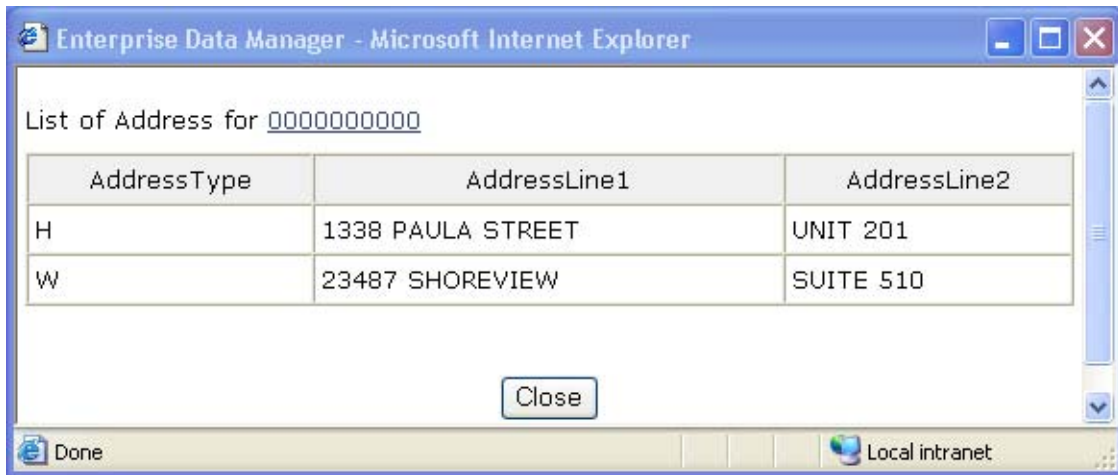 Enterprise Data Manager - Microsoft Internet Explorer
List of Address for 0000000000
AddressType AddressLine1 AddressLine2
H 1338 PAULA STREET UNIT 201
W 23487 SHOREVIEW SUITE 510
Close
Done Local intranet